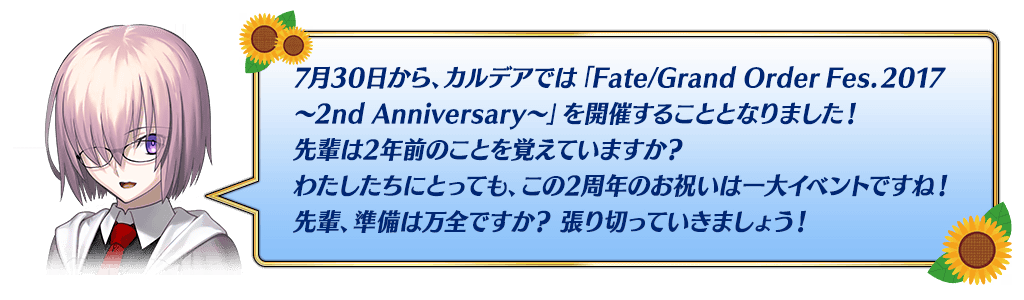 7月30日から、カルデアでは「Fate/Grand Order Fes.2017
～2nd Anniversary～」を開催することとなりました！
先輩は2年前のことを覚えていますか？
わたしたちにとっても、この2周年のお祝いは一大イベントですね！
先輩、準備は万全ですか？ 張り切っていきましょう！